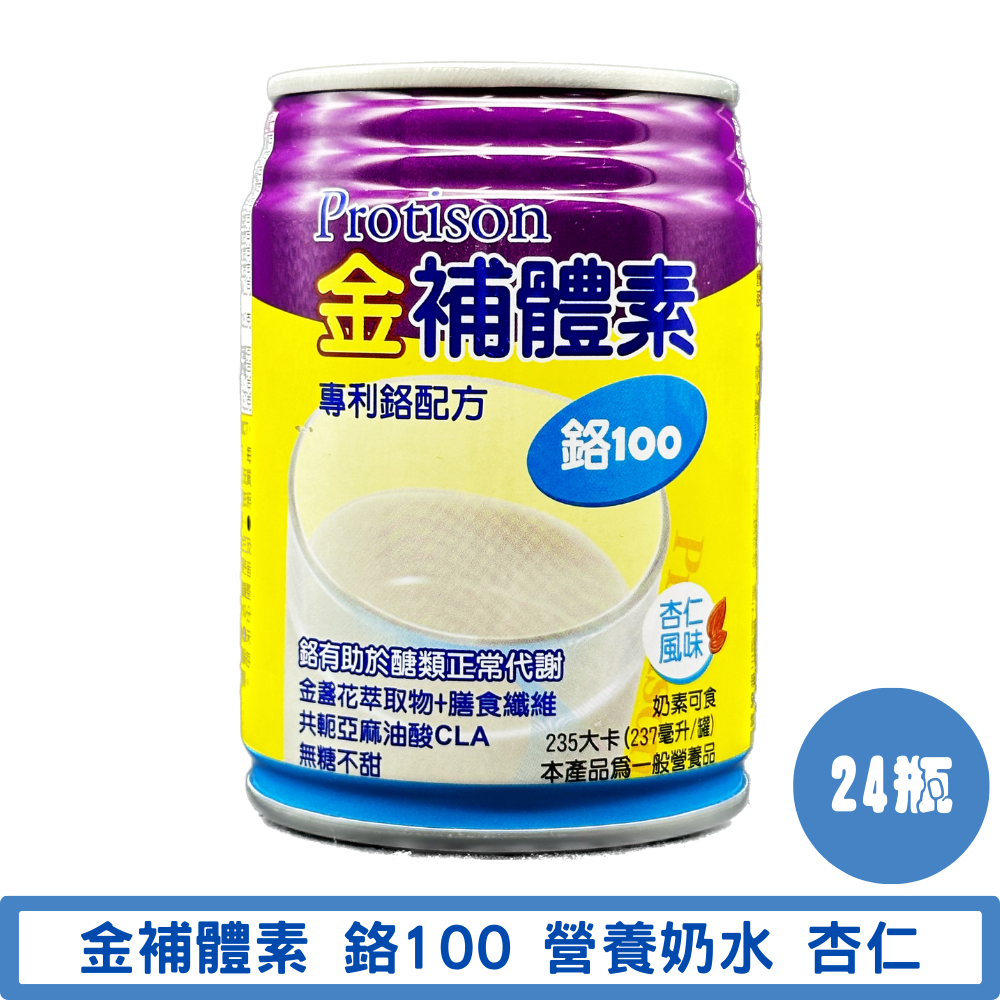 Protison
金補體素
專利鉻配方
鉻100
杏仁
風味
鉻有助於醣類正常代謝
金盞花萃取物+膳食纖維
共軛亞麻油酸CLA
無糖不甜
奶素可食
235大卡(237毫升/罐)
本產品為一般營養品
24瓶
金補體素 鉻100 營養奶水 杏仁